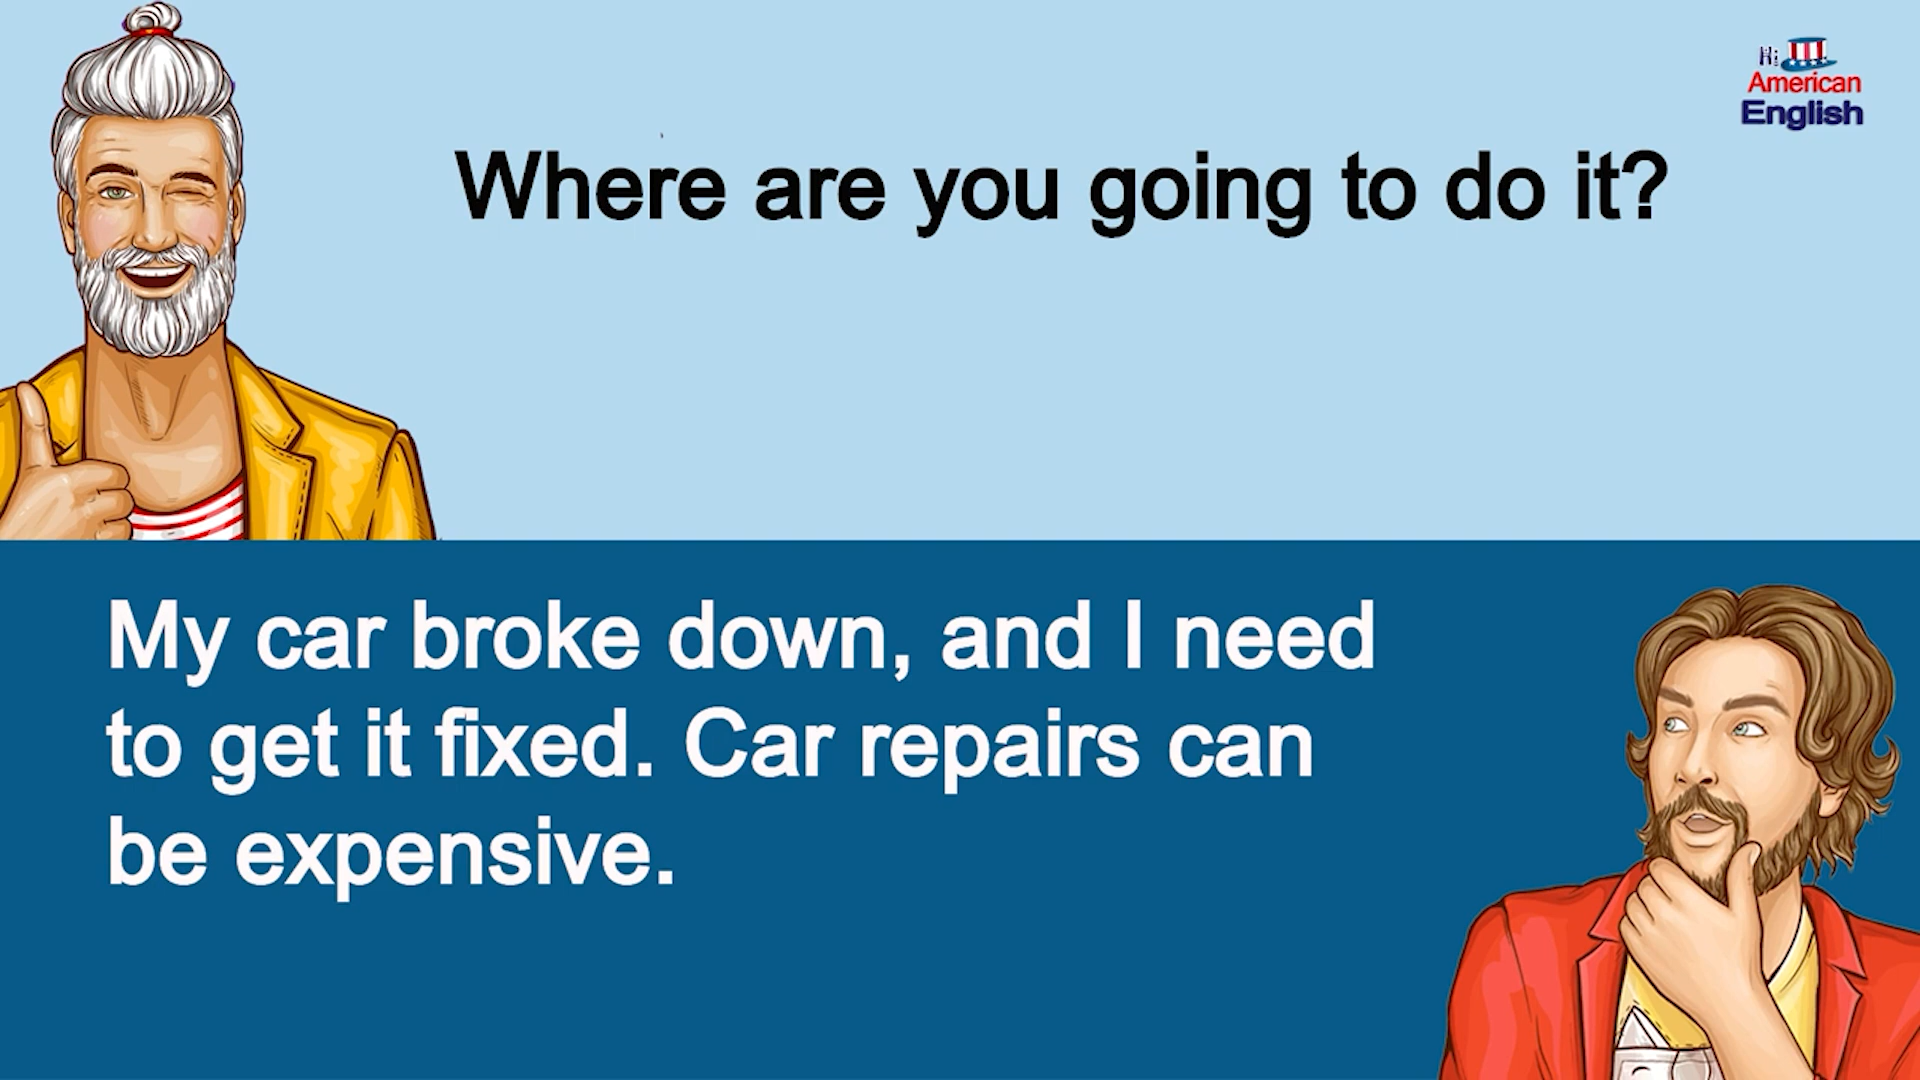 Hi
American
English
Where are you going to do it?
My car broke down, and I need
to get it fixed. Car repairs can
be expensive.